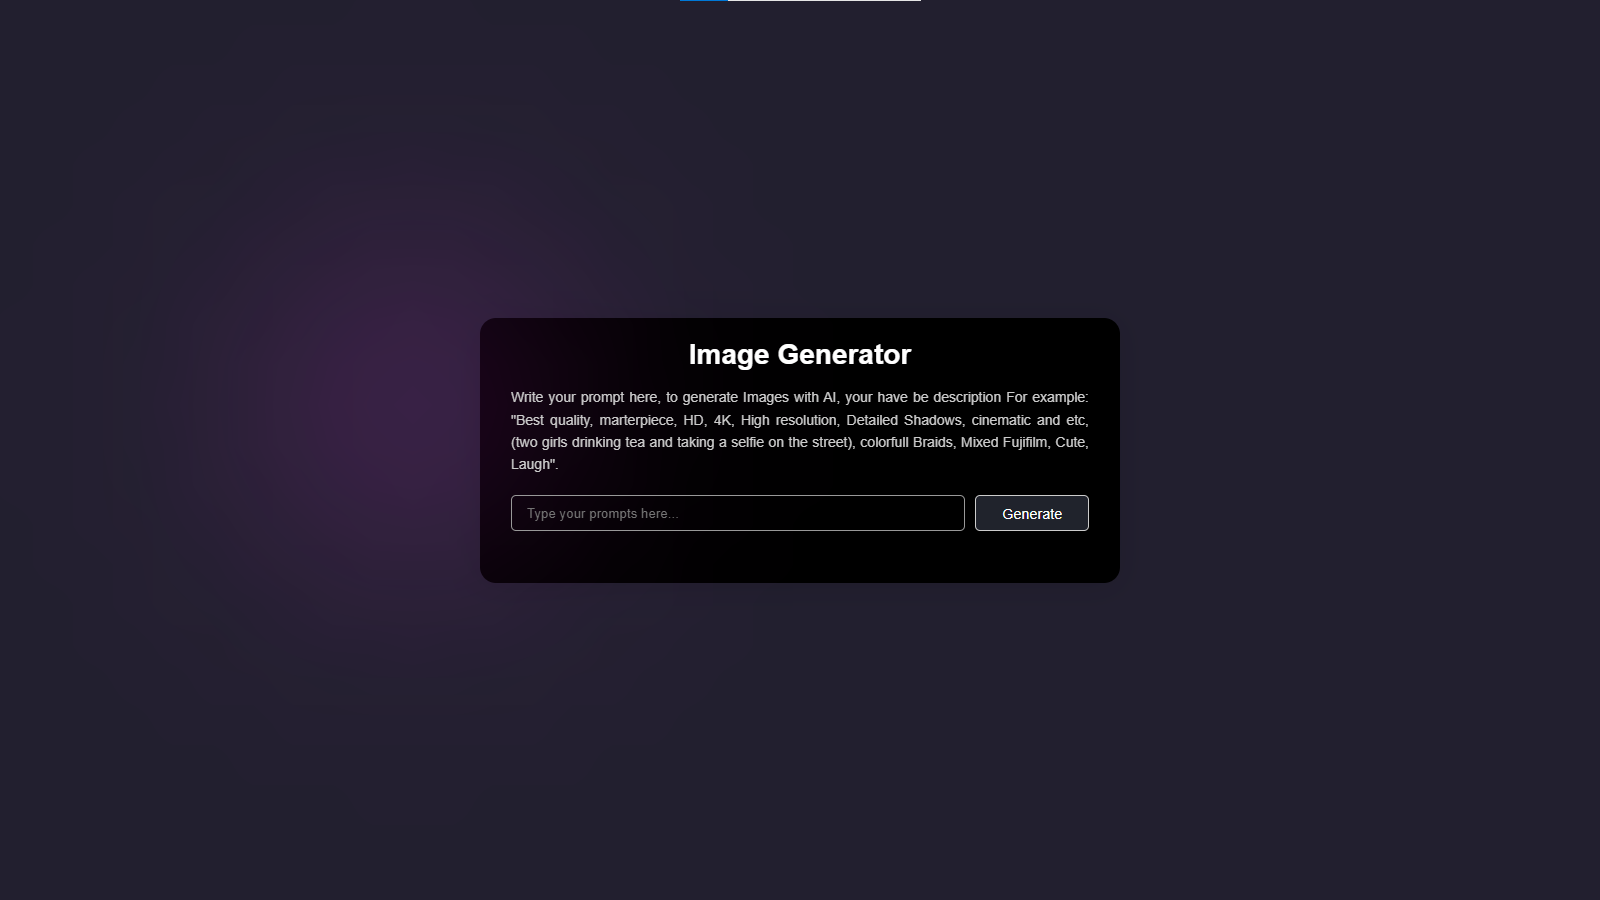 Image Generator
Write your prompt here, to generate Images with AI, your have be description For example:
"Best quality, marterpiece, HD, 4K, High resolution, Detailed Shadows, cinematic and etc,
(two girls drinking tea and taking a selfie on the street), colorfull Braids, Mixed Fujifilm, Cute,
Laugh".
Type your prompts here...
Generate